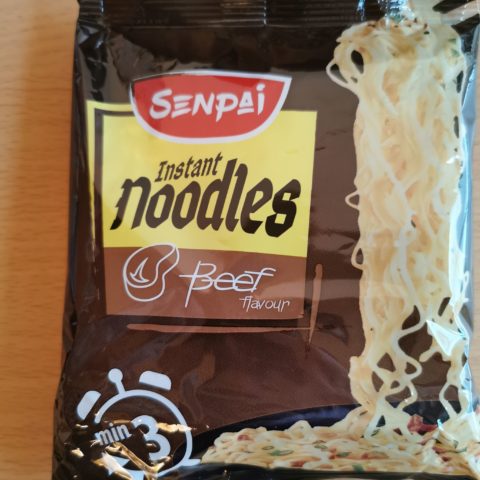 SENPAI
Instant
noodles
Beef
flavour
min 3